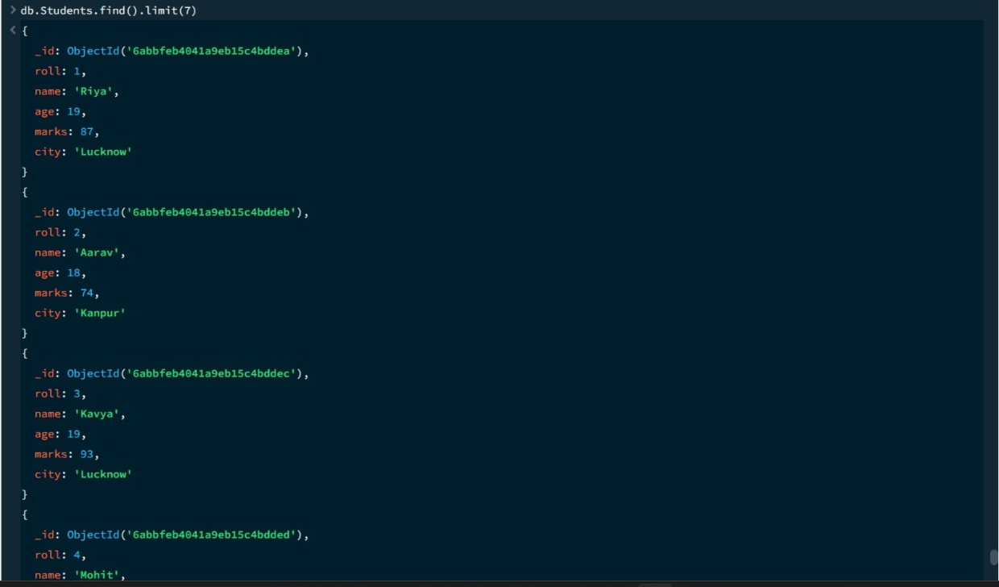 > db.Students.find().limit(7)
< {
_id: ObjectId('6abbfeb4041a9eb15c4bddea'),
roll: 1,
name: 'Riya',
age: 19,
marks: 87,
city: 'Lucknow'
}
{
_id: ObjectId('6abbfeb4041a9eb15c4bddeb'),
roll: 2,
name: 'Aarav',
age: 18,
marks: 74,
city: 'Kanpur'
}
{
_id: ObjectId('6abbfeb4041a9eb15c4bddec'),
roll: 3,
name: 'Kavya',
age: 19,
marks: 93,
city: 'Lucknow'
}
{
_id: ObjectId('6abbfeb4041a9eb15c4bdded'),
roll: 4,
name: 'Mohit',